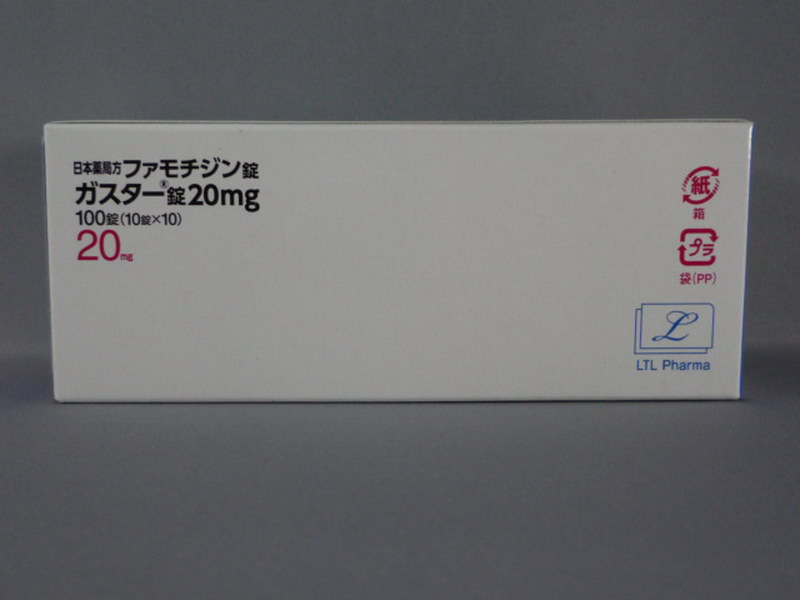 日本薬局方 ファモチジン錠
ガスター®錠20mg
100錠(10錠×10)
20mg
紙
箱
プラ
袋(PP)
L
LTL Pharma